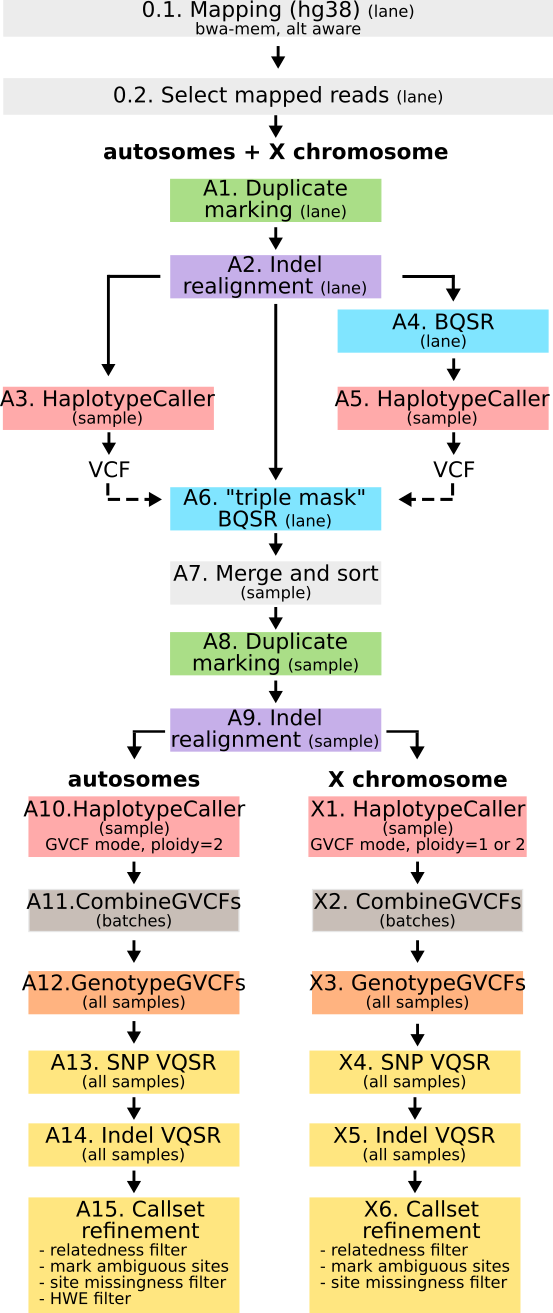 0.1. Mapping (hg38) (lane)
bwa-mem, alt aware
0.2. Select mapped reads (lane)
autosomes + X chromosome
A1. Duplicate
marking (lane)
A2. Indel
realignment (lane)
A4. BQSR
(lane)
A3. HaplotypeCaller
(sample)
A5. HaplotypeCaller
(sample)
VCF
VCF
A6. "triple mask"
BQSR (lane)
A7. Merge and sort
(sample)
A8. Duplicate
marking (sample)
A9. Indel
realignment (sample)
autosomes
A10.HaplotypeCaller
(sample)
GVCF mode, ploidy=2
A11.CombineGVCFs
(batches)
A12.GenotypeGVCFs
(all samples)
A13. SNP VQSR
(all samples)
A14. Indel VQSR
(all samples)
A15. Callset
refinement
- relatedness filter
- mark ambiguous sites
- site missingness filter
- HWE filter
X chromosome
X1. HaplotypeCaller
(sample)
GVCF mode, ploidy=1 or 2
X2. CombineGVCFs
(batches)
X3. GenotypeGVCFs
(all samples)
X4. SNP VQSR
(all samples)
X5. Indel VQSR
(all samples)
X6. Callset
refinement
- relatedness filter
- mark ambiguous sites
- site missingness filter